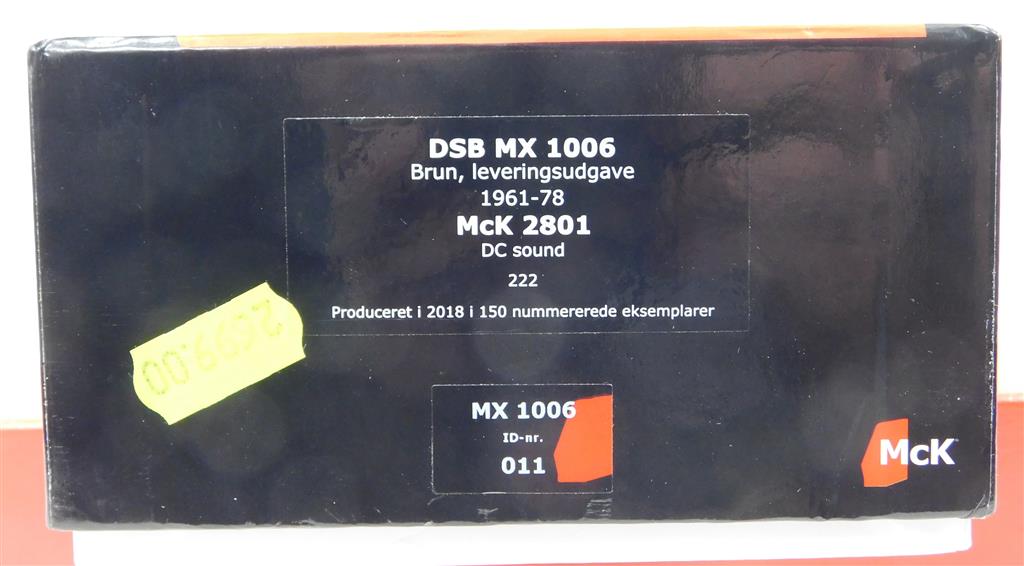 DSB MX 1006
Brun, leveringsudgave
1961-78
McK 2801
DC sound
222
Produceret i 2018 i 150 nummererede eksemplarer
2699.00
MX 1006
ID-nr.
011
McK